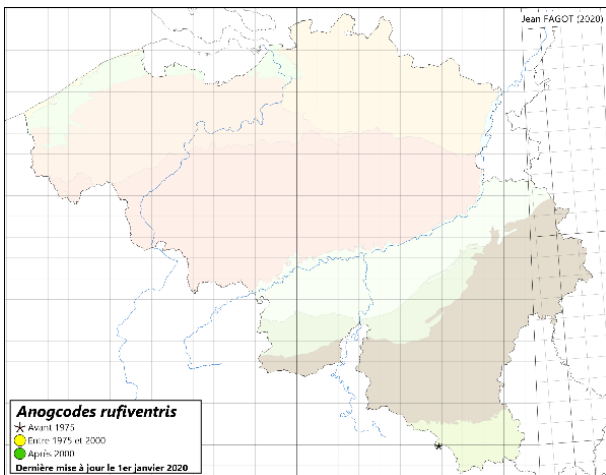 Jean FAGOT (2020)
Anogcodes rufiventris
Avant 1975
Entre 1975 et 2000
Après 2000
Dernière mise à jour le 1er janvier 2020